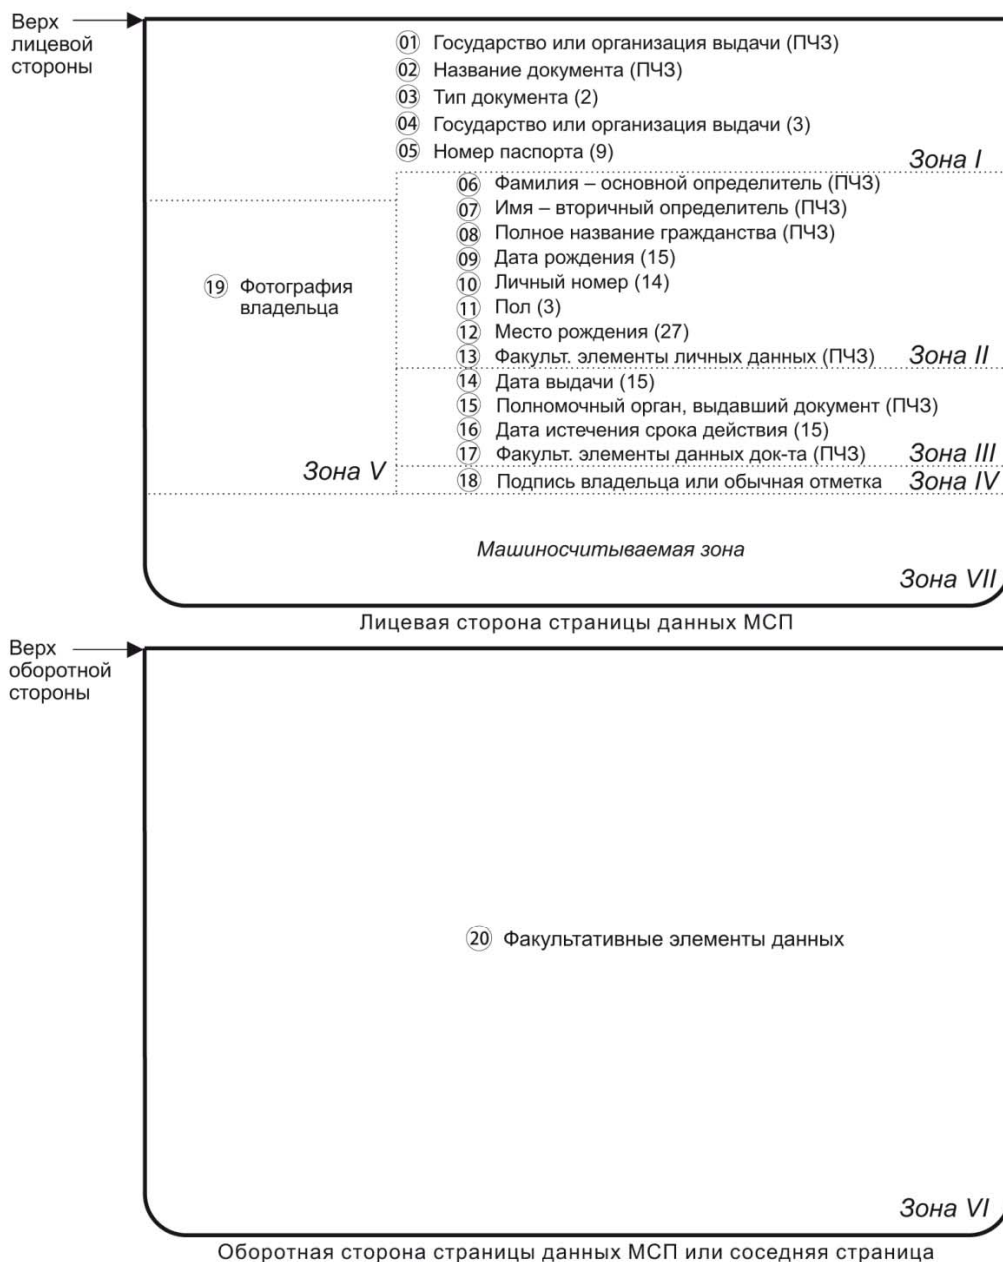 Верх
лицевой
стороны
01 Государство или организация выдачи (ПЧЗ)
02 Название документа (ПЧЗ)
03 Тип документа (2)
04 Государство или организация выдачи (3)
05 Номер паспорта (9)
Зона I
06 Фамилия – основной определитель (ПЧЗ)
07 Имя – вторичный определитель (ПЧЗ)
08 Полное название гражданства (ПЧЗ)
09 Дата рождения (15)
10 Личный номер (14)
11 Пол (3)
12 Место рождения (27)
13 Факульт. элементы личных данных (ПЧЗ)
Зона II
19 Фотография
владельца
Зона V
14 Дата выдачи (15)
15 Полномочный орган, выдавший документ (ПЧЗ)
16 Дата истечения срока действия (15)
17 Факульт. элементы данных док-та (ПЧЗ)
Зона III
18 Подпись владельца или обычная отметка
Зона IV
Машиносчитываемая зона
Зона VII
Лицевая сторона страницы данных МСП
Верх
оборотной
стороны
20 Факультативные элементы данных
Зона VI
Оборотная сторона страницы данных МСП или соседняя страница